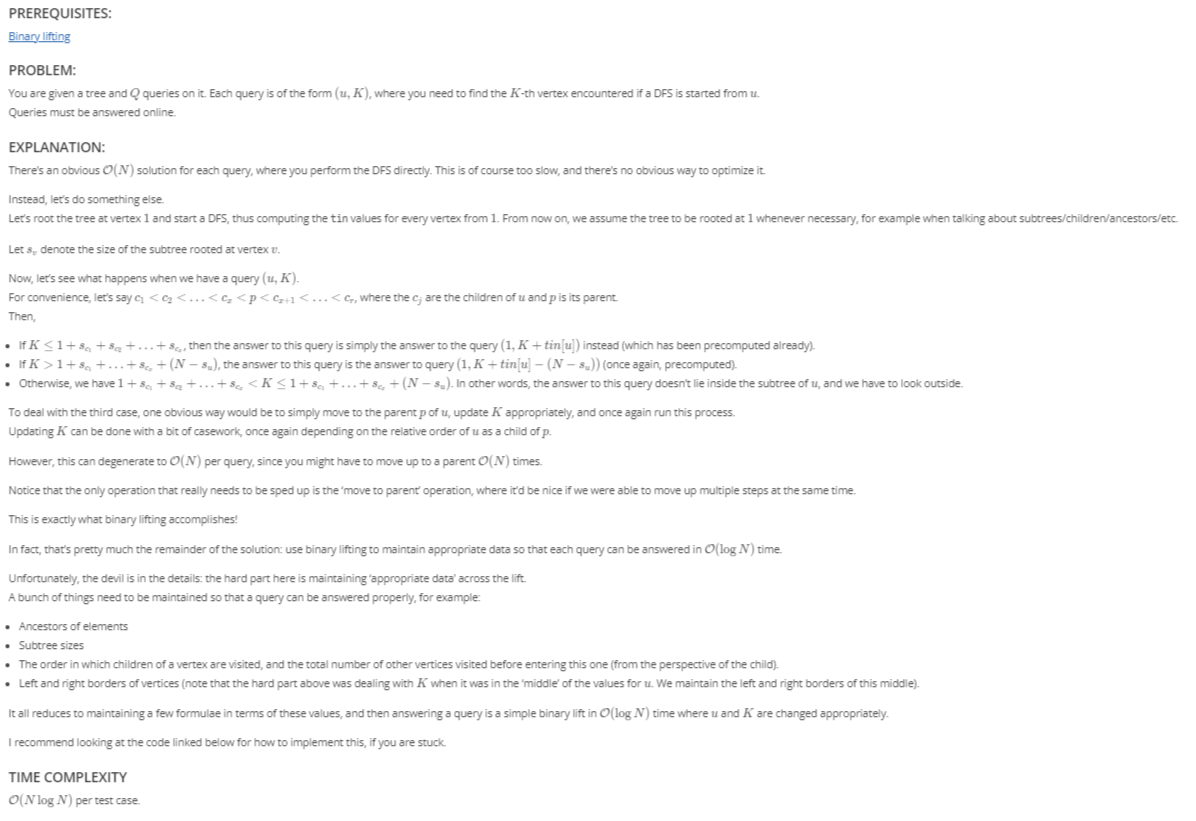 PREREQUISITES:
Binary lifting
PROBLEM:
You are given a tree and Q queries on it. Each query is of the form (u, K), where you need to find the K-th vertex encountered if a DFS is started from u.
Queries must be answered online.
EXPLANATION:
There's an obvious O(N) solution for each query, where you perform the DFS directly. This is of course too slow, and there's no obvious way to optimize it.
Instead, let's do something else.
Let's root the tree at vertex 1 and start a DFS, thus computing the tin values for every vertex from 1. From now on, we assume the tree to be rooted at 1 whenever necessary, for example when talking about subtrees/children/ancestors/etc.
Let s_v denote the size of the subtree rooted at vertex v.
Now, let's see what happens when we have a query (u, K).
For convenience, let's say c_1 < c_2 < ... < c_x < p < c_{x+1} < ... < c_r, where the c_j are the children of u and p is its parent.
Then,
• If K ≤ 1 + s_{c_1} + s_{c_2} + ... + s_{c_x}, then the answer to this query is simply the answer to the query (1, K + tin[u]) instead (which has been precomputed already).
• If K > 1 + s_{c_1} + ... + s_{c_x} + (N − s_u), the answer to this query is the answer to query (1, K + tin[u] − (N − s_u)) (once again, precomputed).
• Otherwise, we have 1 + s_{c_1} + s_{c_2} + ... + s_{c_x} < K ≤ 1 + s_{c_1} + ... + s_{c_x} + (N − s_u). In other words, the answer to this query doesn't lie inside the subtree of u, and we have to look outside.
To deal with the third case, one obvious way would be to simply move to the parent p of u, update K appropriately, and once again run this process.
Updating K can be done with a bit of casework, once again depending on the relative order of u as a child of p.
However, this can degenerate to O(N) per query, since you might have to move up to a parent O(N) times.
Notice that the only operation that really needs to be sped up is the 'move to parent' operation, where it'd be nice if we were able to move up multiple steps at the same time.
This is exactly what binary lifting accomplishes!
In fact, that's pretty much the remainder of the solution: use binary lifting to maintain appropriate data so that each query can be answered in O(log N) time.
Unfortunately, the devil is in the details: the hard part here is maintaining 'appropriate data' across the lift.
A bunch of things need to be maintained so that a query can be answered properly, for example:
• Ancestors of elements
• Subtree sizes
• The order in which children of a vertex are visited, and the total number of other vertices visited before entering this one (from the perspective of the child).
• Left and right borders of vertices (note that the hard part above was dealing with K when it was in the 'middle' of the values for u. We maintain the left and right borders of this middle).
It all reduces to maintaining a few formulae in terms of these values, and then answering a query is a simple binary lift in O(log N) time where u and K are changed appropriately.
I recommend looking at the code linked below for how to implement this, if you are stuck.
TIME COMPLEXITY
O(N log N) per test case.